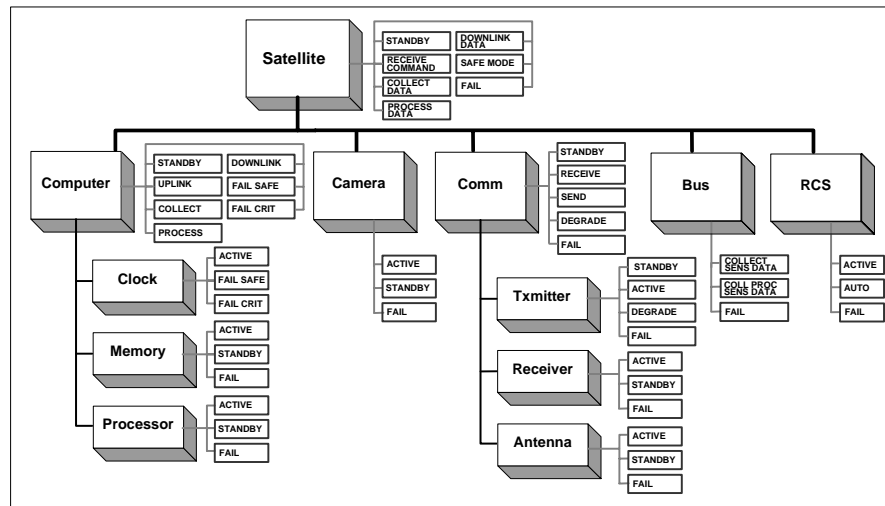 Satellite
STANDBY
RECEIVE
COMMAND
COLLECT
DATA
PROCESS
DATA
DOWNLINK
DATA
SAFE MODE
FAIL
Computer
STANDBY
UPLINK
COLLECT
PROCESS
DOWNLINK
FAIL SAFE
FAIL CRIT
Camera
ACTIVE
STANDBY
FAIL
Comm
STANDBY
RECEIVE
SEND
DEGRADE
FAIL
Bus
COLLECT
SENS DATA
COLL PROC
SENS DATA
FAIL
RCS
ACTIVE
AUTO
FAIL
Clock
ACTIVE
FAIL SAFE
FAIL CRIT
Memory
ACTIVE
STANDBY
FAIL
Processor
ACTIVE
STANDBY
FAIL
Txmitter
STANDBY
ACTIVE
DEGRADE
FAIL
Receiver
ACTIVE
STANDBY
FAIL
Antenna
ACTIVE
STANDBY
FAIL